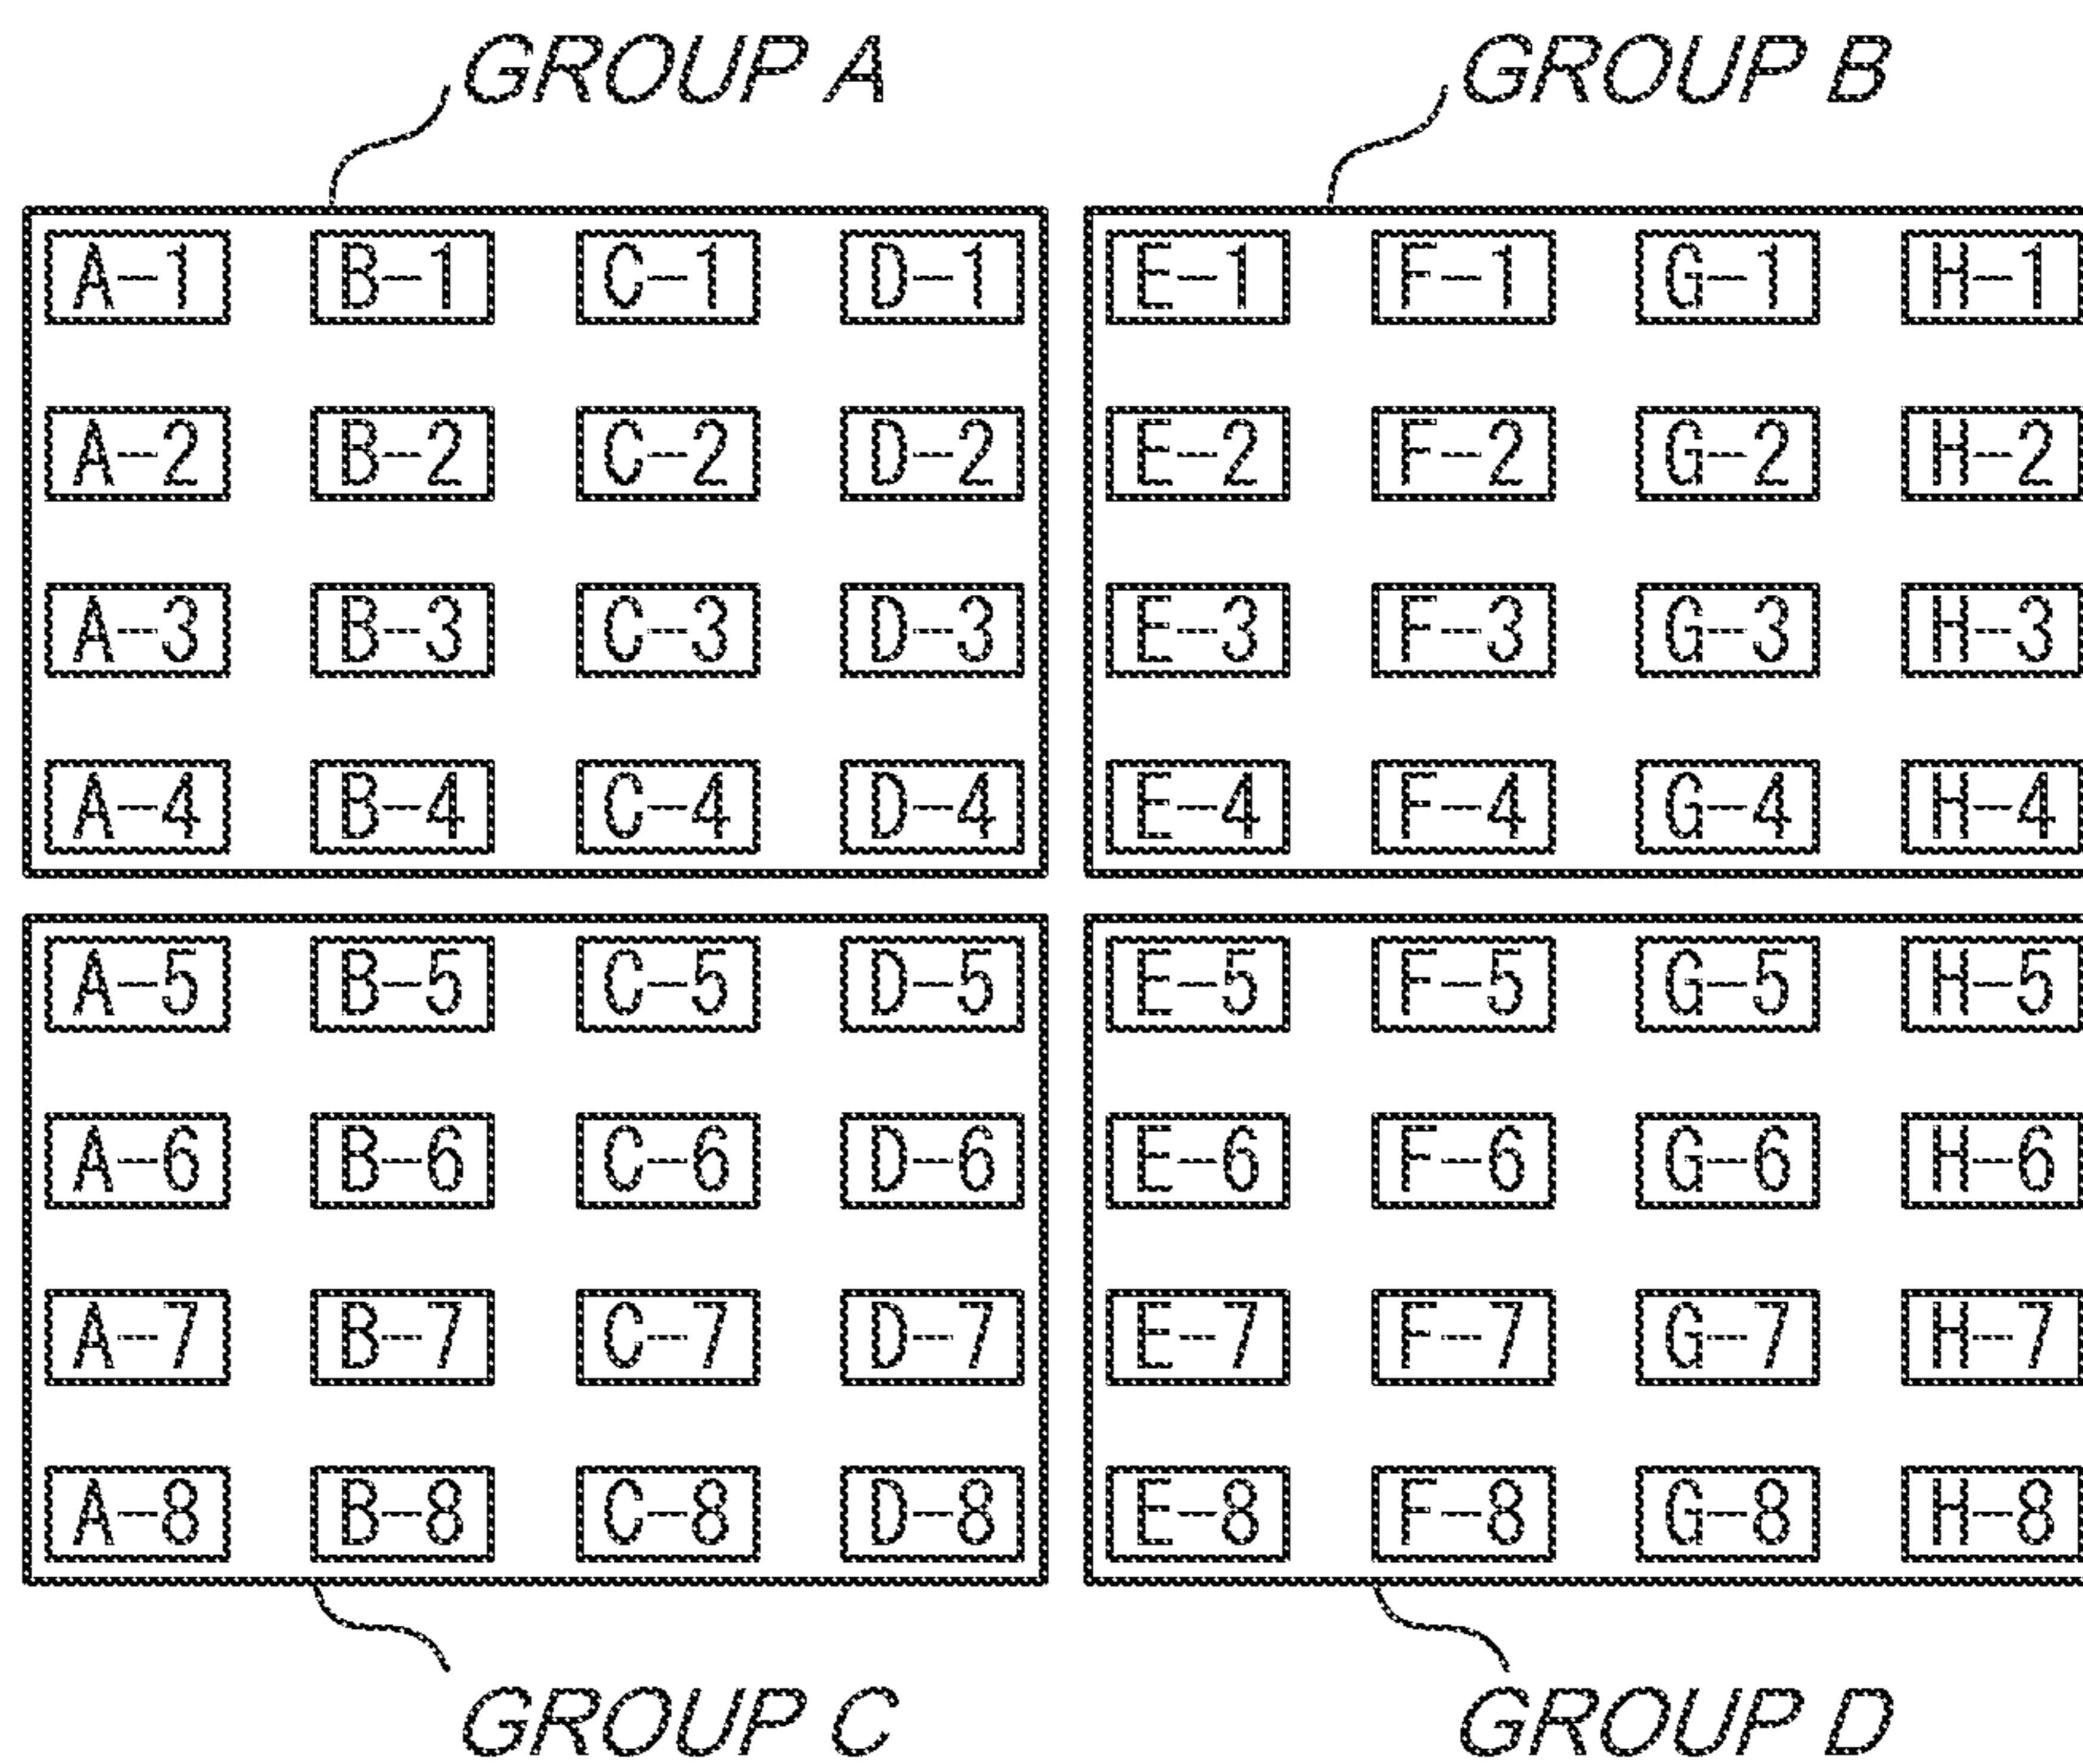 GROUP A GROUP B
A-1 B-1 C-1 D-1 E-1 F-1 G-1 H-1
A-2 B-2 C-2 D-2 E-2 F-2 G-2 H-2
A-3 B-3 C-3 D-3 E-3 F-3 G-3 H-3
A-4 B-4 C-4 D-4 E-4 F-4 G-4 H-4
A-5 B-5 C-5 D-5 E-5 F-5 G-5 H-5
A-6 B-6 C-6 D-6 E-6 F-6 G-6 H-6
A-7 B-7 C-7 D-7 E-7 F-7 G-7 H-7
A-8 B-8 C-8 D-8 E-8 F-8 G-8 H-8
GROUP C GROUP D